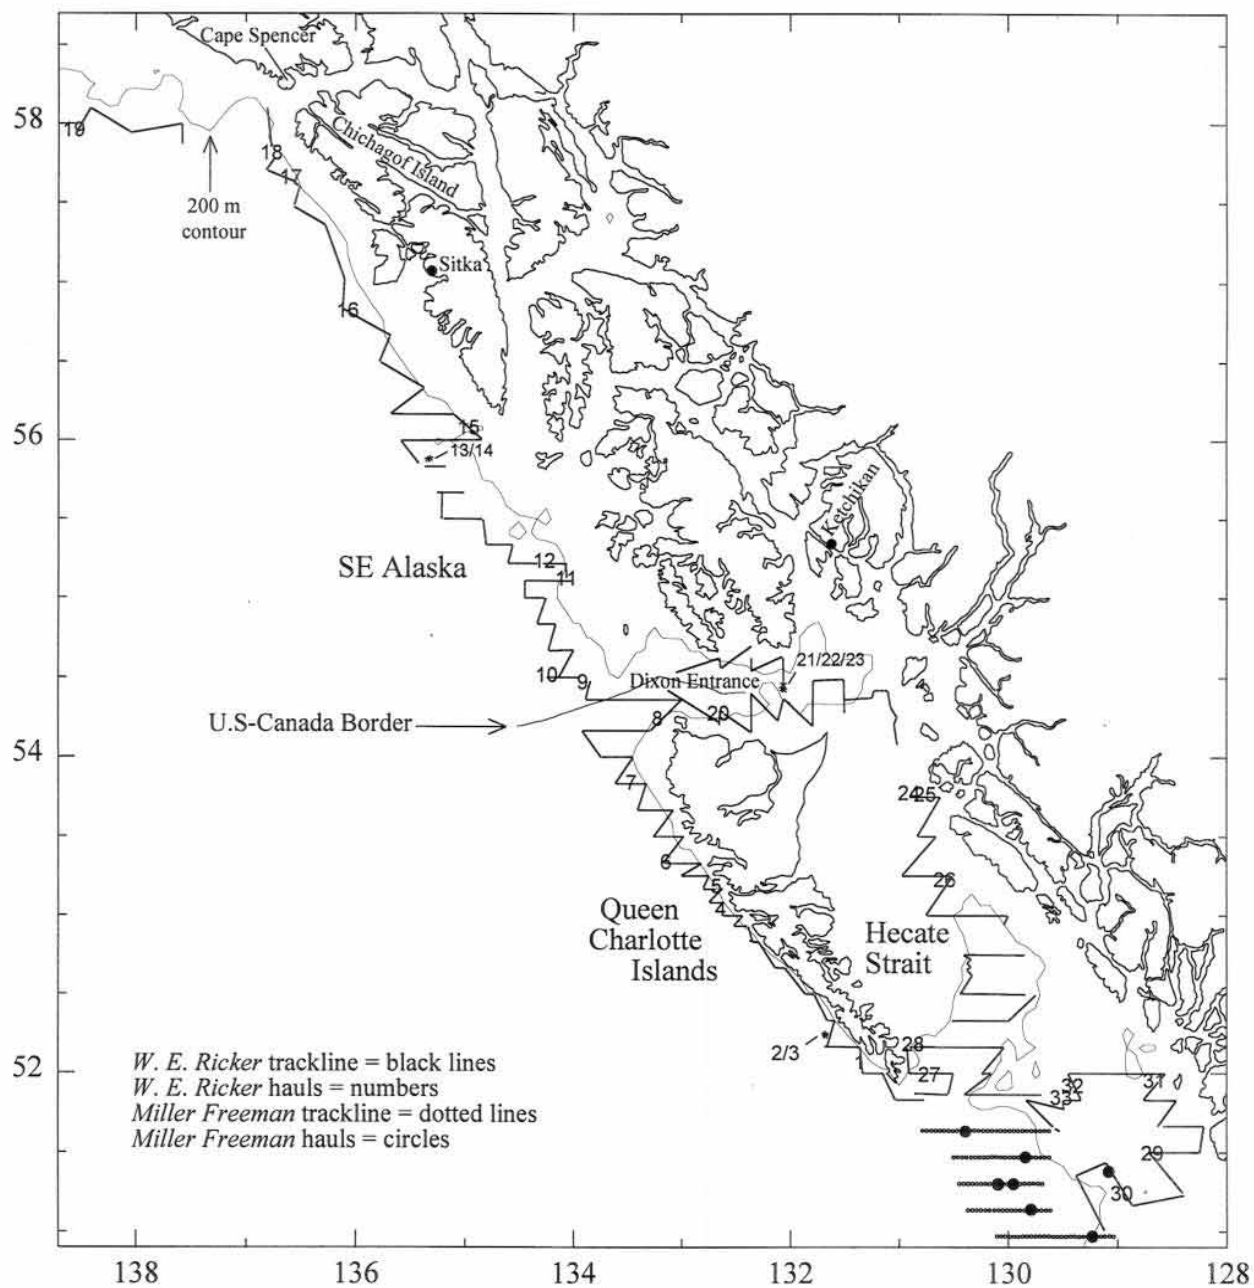 Cape Spencer
58
19
18
17
Chichagof Island
200 m
contour
Sitka
16
56
15
13/14
Ketchikan
SE Alaska
12
11
21/22/23
10
9
Dixon Entrance
U.S-Canada Border
8
20
54
7
24
25
6
26
5
4
Queen
Charlotte
Islands
Hecate
Strait
2/3
1
28
27
52
32
31
33
W. E. Ricker trackline = black lines
W. E. Ricker hauls = numbers
Miller Freeman trackline = dotted lines
Miller Freeman hauls = circles
29
30
138
136
134
132
130
128